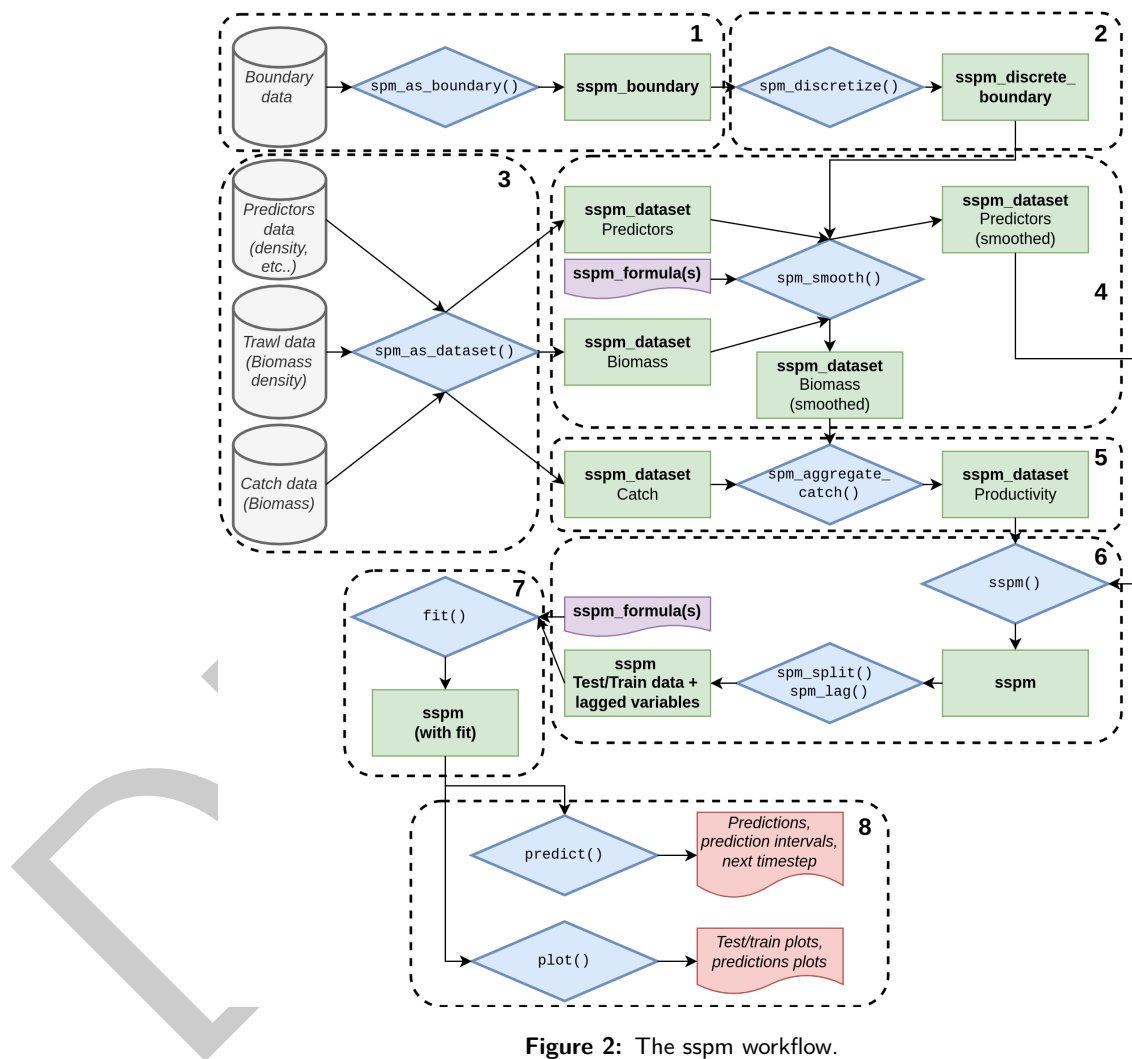 1
Boundary
data
spm_as_boundary()
sspm_boundary
2
spm_discretize()
sspm_discrete_
boundary
3
Predictors
data
(density,
etc..)
Trawl data
(Biomass
density)
Catch data
(Biomass)
spm_as_dataset()
4
sspm_dataset
Predictors
sspm_formula(s)
sspm_dataset
Biomass
spm_smooth()
sspm_dataset
Predictors
(smoothed)
sspm_dataset
Biomass
(smoothed)
5
sspm_dataset
Catch
spm_aggregate_
catch()
sspm_dataset
Productivity
6
sspm()
sspm
spm_split()
spm_lag()
sspm_formula(s)
sspm
Test/Train data +
lagged variables
7
fit()
sspm
(with fit)
8
predict()
Predictions,
prediction intervals,
next timestep
plot()
Test/train plots,
predictions plots
Figure 2: The sspm workflow.